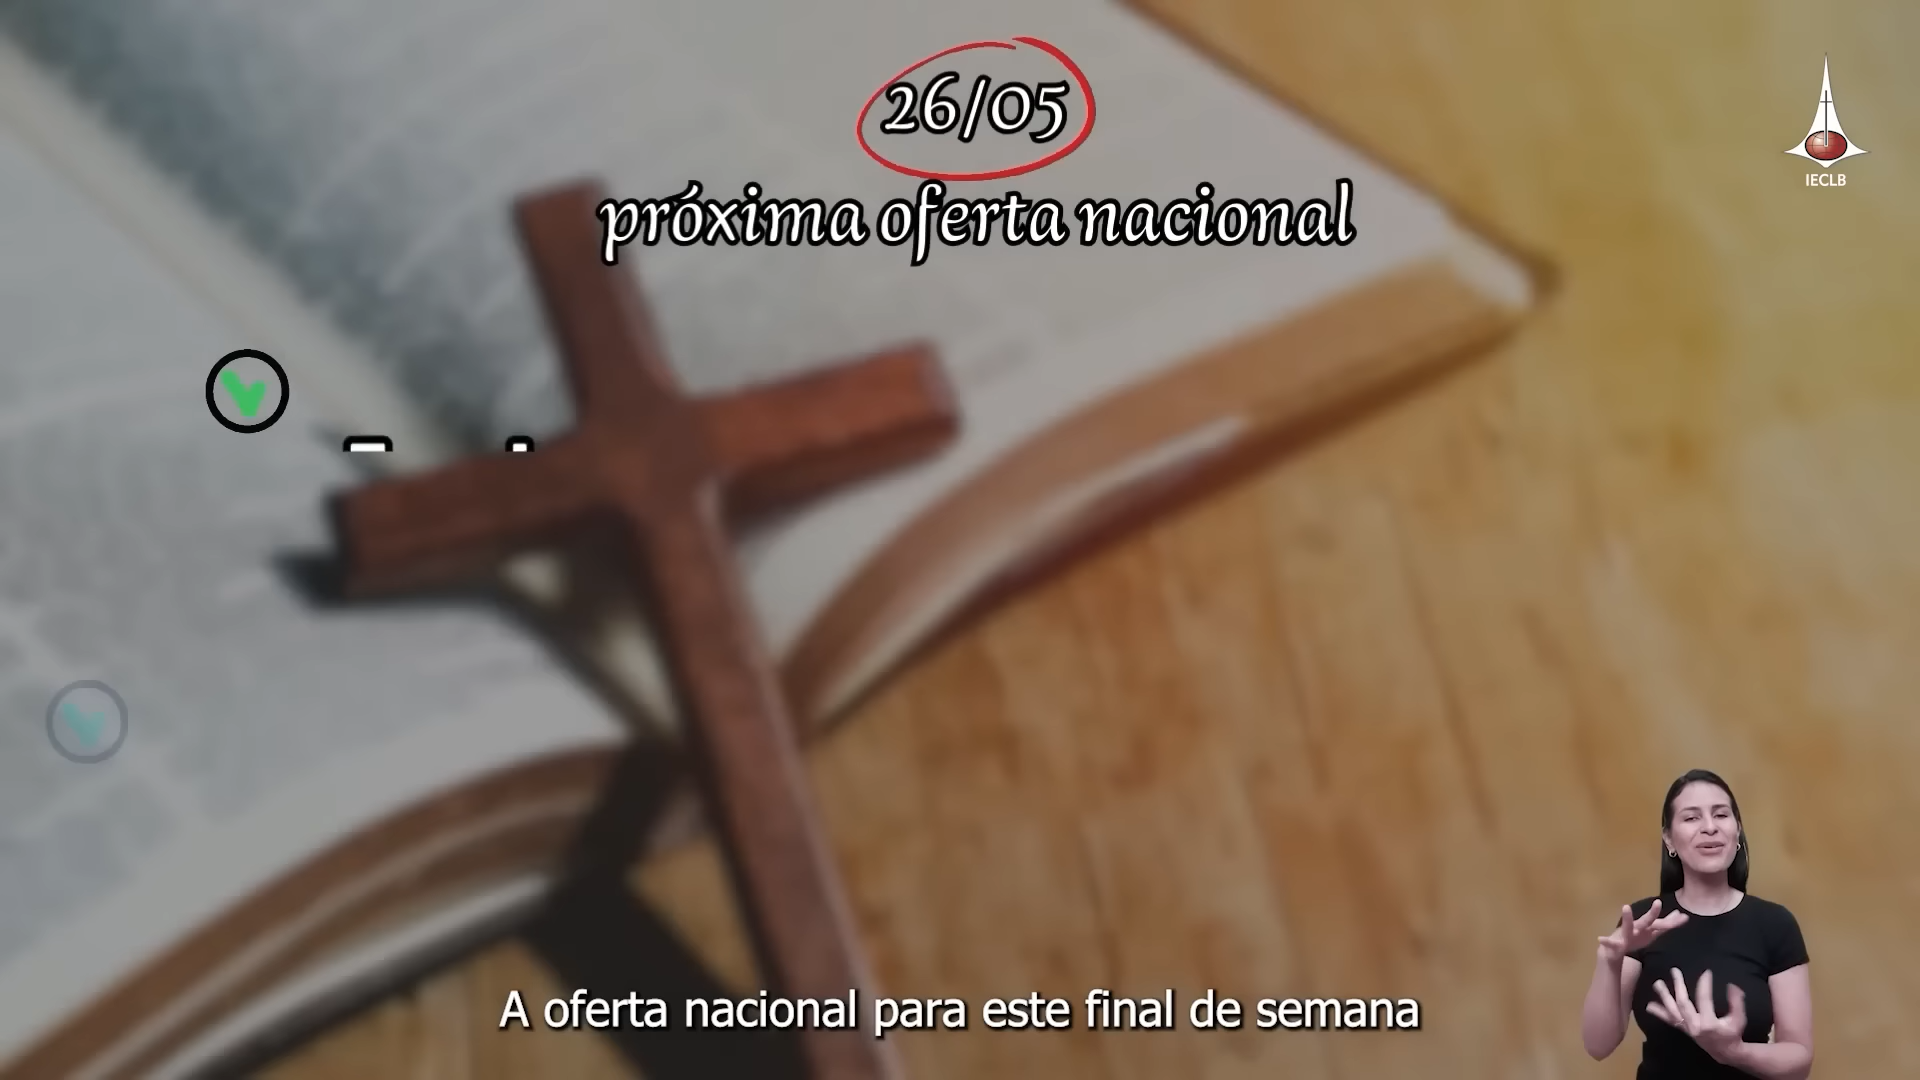 26/05
próxima oferta nacional
IECLB
A oferta nacional para este final de semana